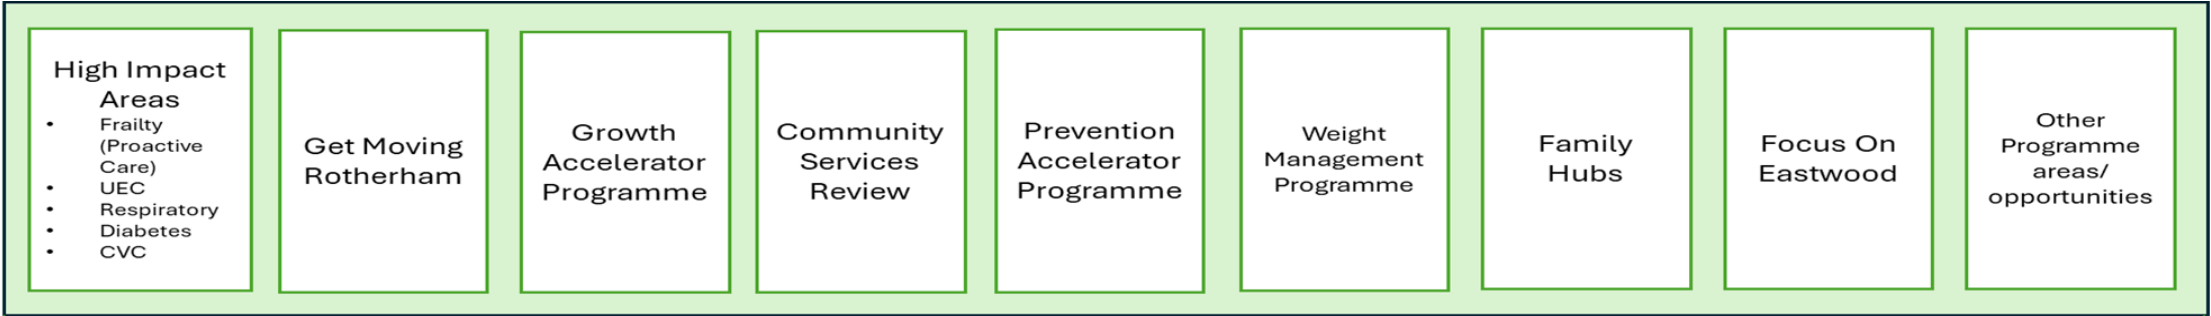 High Impact
Areas
• Frailty
(Proactive
Care)
• UEC
• Respiratory
• Diabetes
• CVC
Get Moving
Rotherham
Growth
Accelerator
Programme
Community
Services
Review
Prevention
Accelerator
Programme
Weight
Management
Programme
Family
Hubs
Focus On
Eastwood
Other
Programme
areas/
opportunities